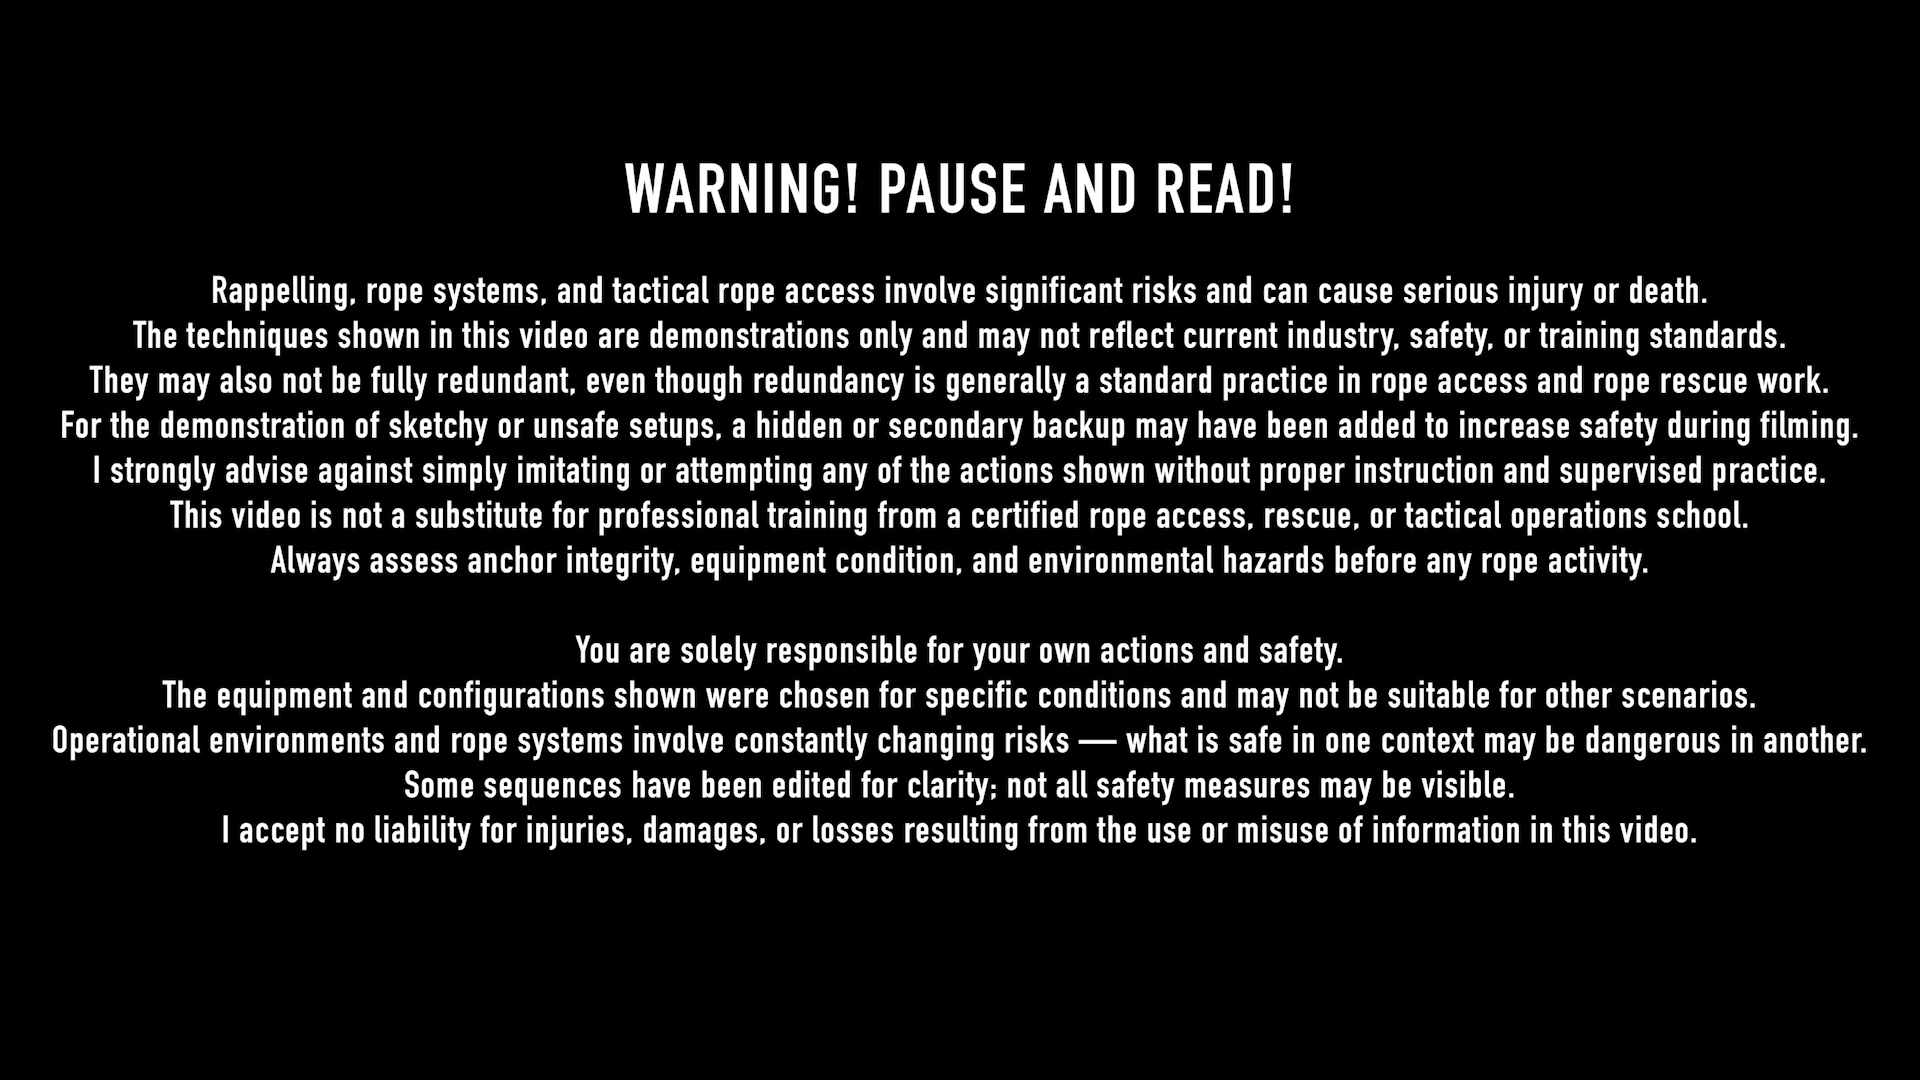 WARNING! PAUSE AND READ!
Rappelling, rope systems, and tactical rope access involve significant risks and can cause serious injury or death.
The techniques shown in this video are demonstrations only and may not reflect current industry, safety, or training standards.
They may also not be fully redundant, even though redundancy is generally a standard practice in rope access and rope rescue work.
For the demonstration of sketchy or unsafe setups, a hidden or secondary backup may have been added to increase safety during filming.
I strongly advise against simply imitating or attempting any of the actions shown without proper instruction and supervised practice.
This video is not a substitute for professional training from a certified rope access, rescue, or tactical operations school.
Always assess anchor integrity, equipment condition, and environmental hazards before any rope activity.
You are solely responsible for your own actions and safety.
The equipment and configurations shown were chosen for specific conditions and may not be suitable for other scenarios.
Operational environments and rope systems involve constantly changing risks — what is safe in one context may be dangerous in another.
Some sequences have been edited for clarity; not all safety measures may be visible.
I accept no liability for injuries, damages, or losses resulting from the use or misuse of information in this video.